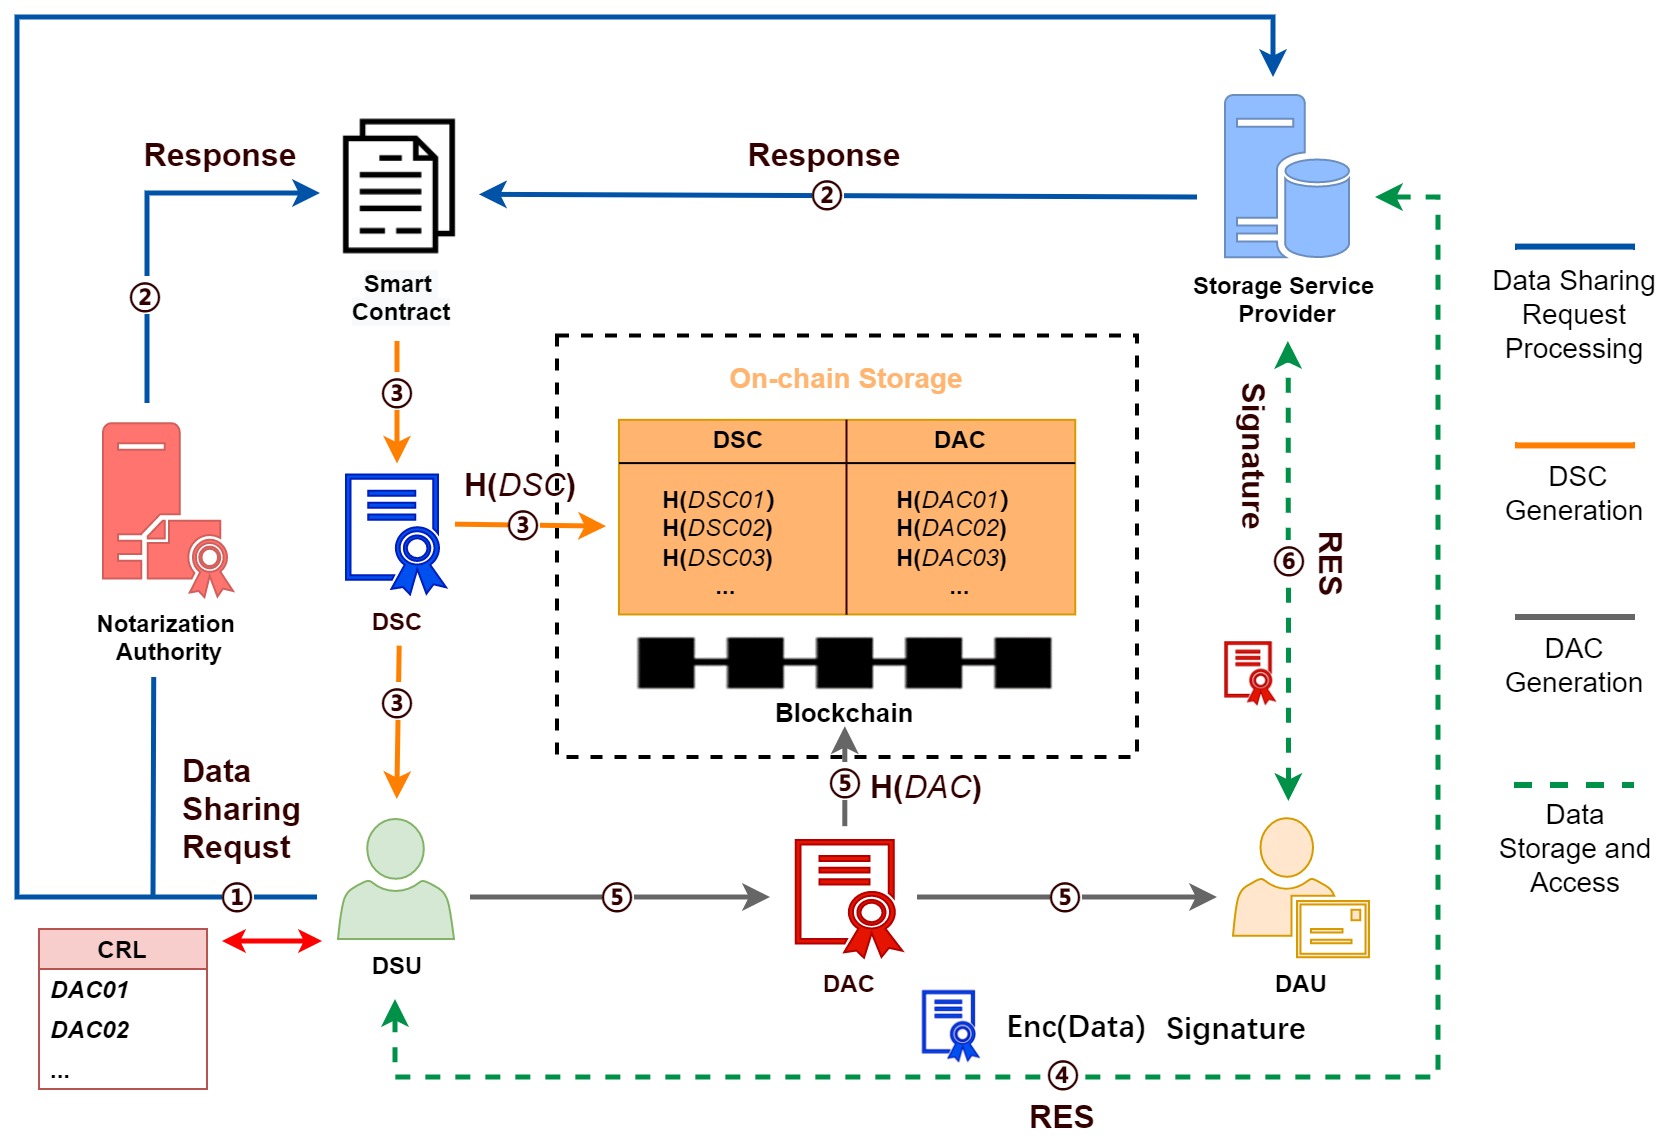 Response
Response
②
②
Smart
Contract
Storage Service
Provider
Data Sharing
Request
Processing
③
On-chain Storage
DSC
DAC
H(DSC)
③
H(DSC01)
H(DAC01)
H(DSC02)
H(DAC02)
H(DSC03)
H(DAC03)
...
...
Signature
⑥
RES
DSC
Generation
DSC
Notarization
Authority
DAC
Generation
③
Blockchain
Data
Sharing
Requst
⑤
H(DAC)
Data
Storage and
Access
①
⑤
⑤
CRL
DAC01
DAC02
...
DSU
DAC
DAU
Enc(Data)
Signature
④
RES